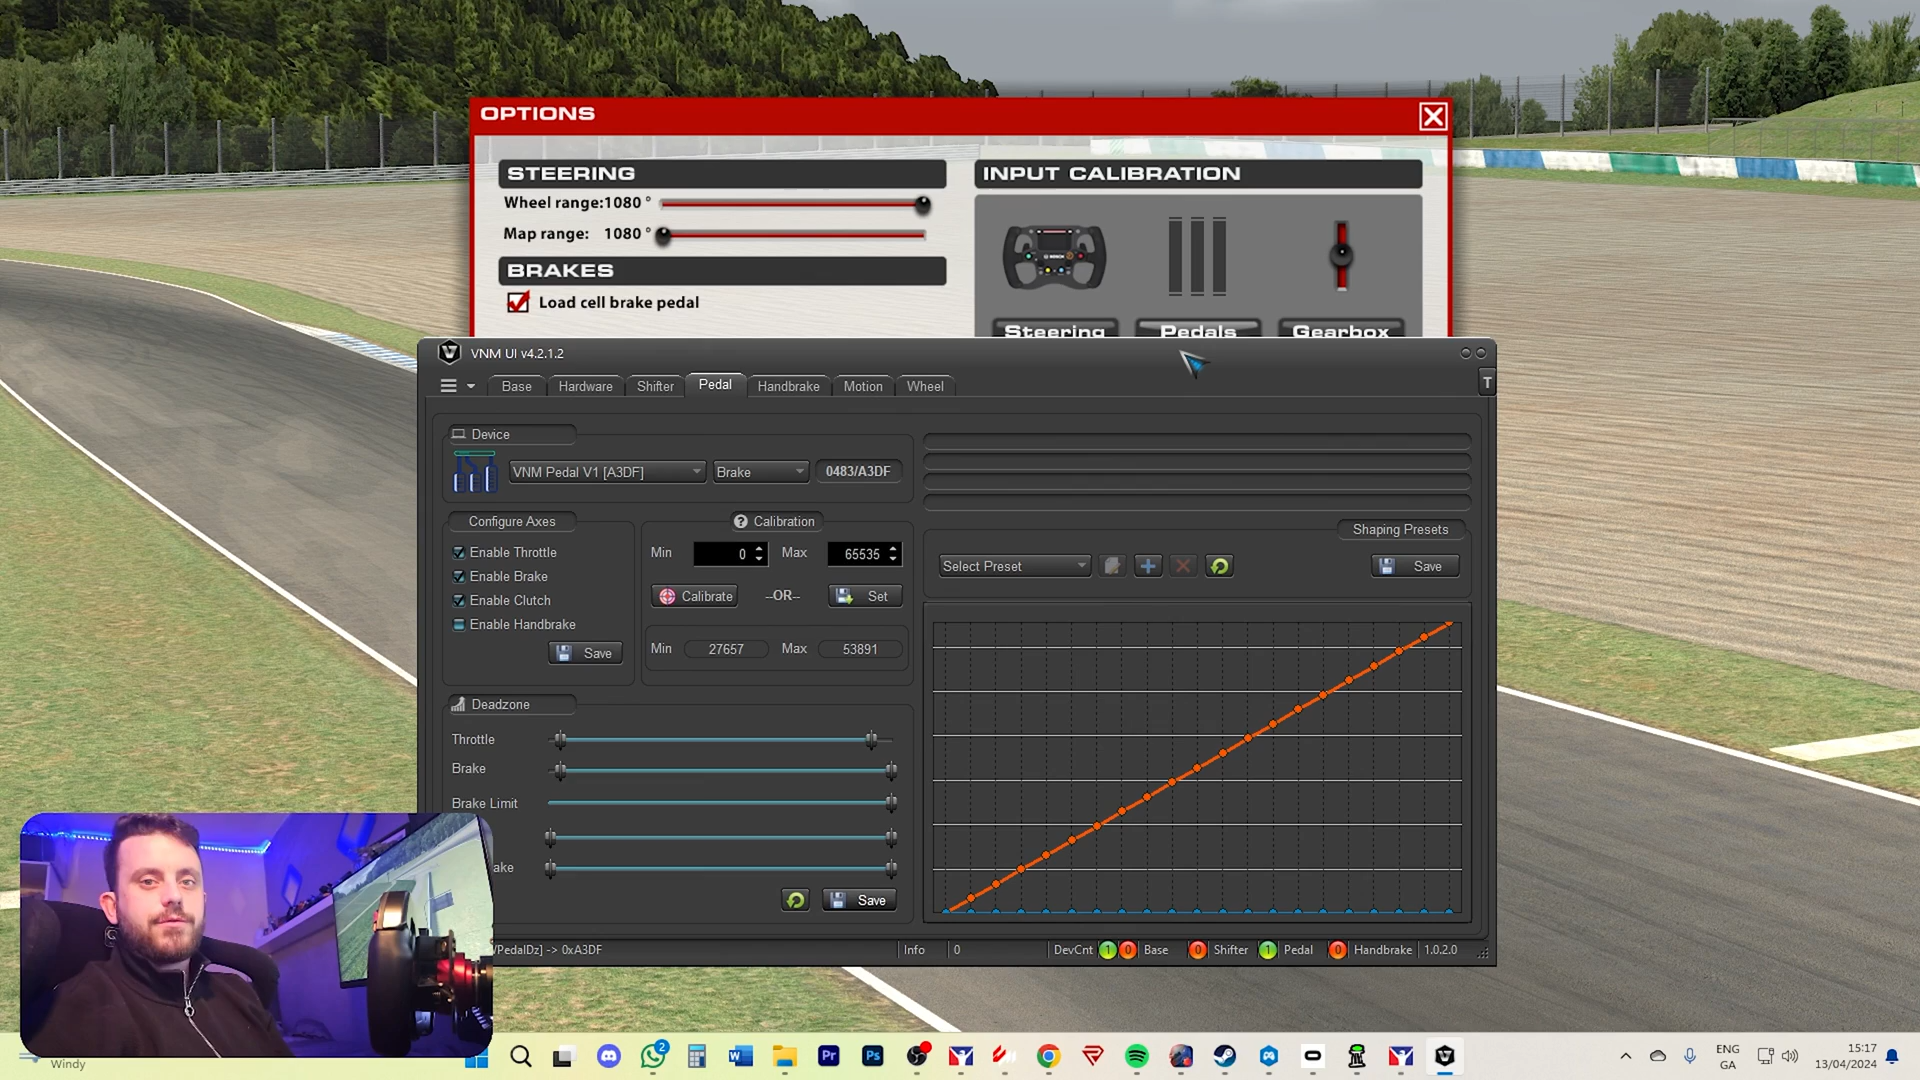 OPTIONS
STEERING
Wheel range:1080 °
Map range: 1080 °
BRAKES
Load cell brake pedal
INPUT CALIBRATION
Steering
Pedals
Gearbox
VNM UI v4.2.1.2
Base
Hardware
Shifter
Pedal
Handbrake
Motion
Wheel
T
Device
VNM Pedal V1 [A3DF]
Brake
0483/A3DF
Configure Axes
Enable Throttle
Enable Brake
Enable Clutch
Enable Handbrake
Save
? Calibration
Min 0 Max 65535
Calibrate --OR-- Set
Min 27657 Max 53891
Shaping Presets
Select Preset
Save
Deadzone
Throttle
Brake
Brake Limit
ake
Save
/PedalDz] -> 0xA3DF
Info 0
DevCnt 1 0 Base 0 Shifter 1 Pedal 0 Handbrake 1.0.2.0
Windy
2
Pr
Ps
ENG
GA
15:17
13/04/2024